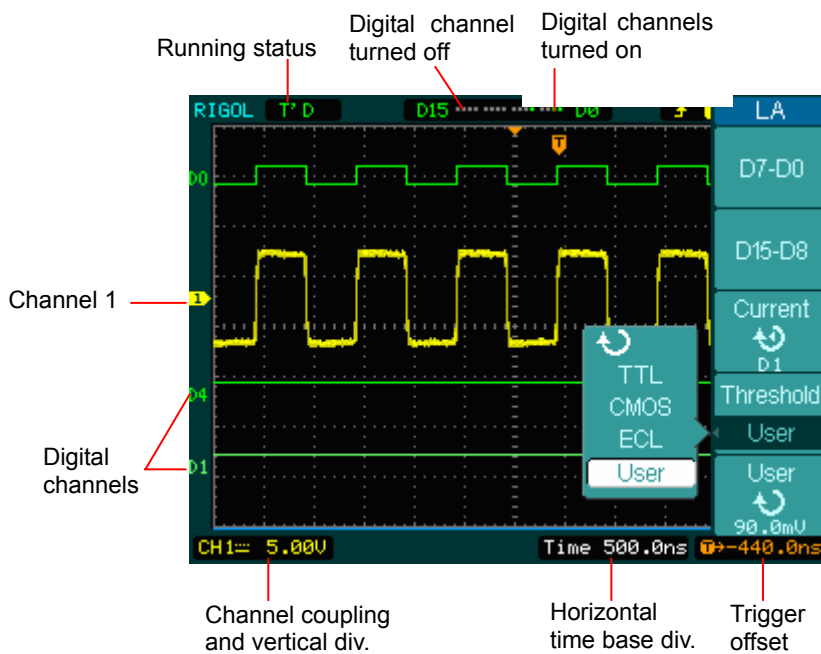 Digital channel
turned off
Digital channels
turned on
Running status
RIGOL T'D D15 D0 LA
D7-D0
D15-D8
Current
D1
Threshold
User
User
90.0mV
D0
1
D4
D1
T
TTL
CMOS
ECL
User
Channel 1
Digital
channels
CH1 5.00V Time 500.0ns T→-440.0ns
Channel coupling
and vertical div.
Horizontal
time base div.
Trigger
offset